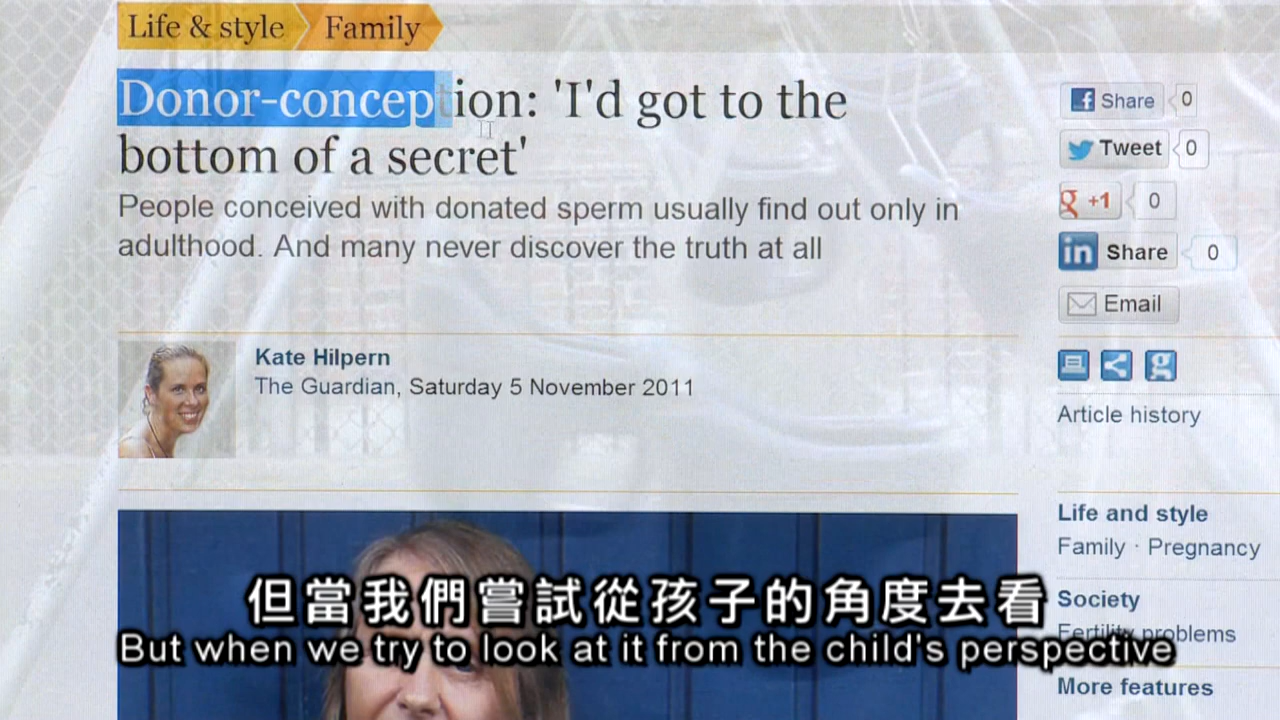 Life & style
Family
Donor-conception: 'I'd got to the
bottom of a secret'
People conceived with donated sperm usually find out only in
adulthood. And many never discover the truth at all
Kate Hilpern
The Guardian, Saturday 5 November 2011
f Share 0
Tweet 0
g +1 0
in Share 0
Email
g
Article history
Life and style
Family · Pregnancy
Society
Fertility problems
More features
但當我們嘗試從孩子的角度去看
But when we try to look at it from the child's perspective